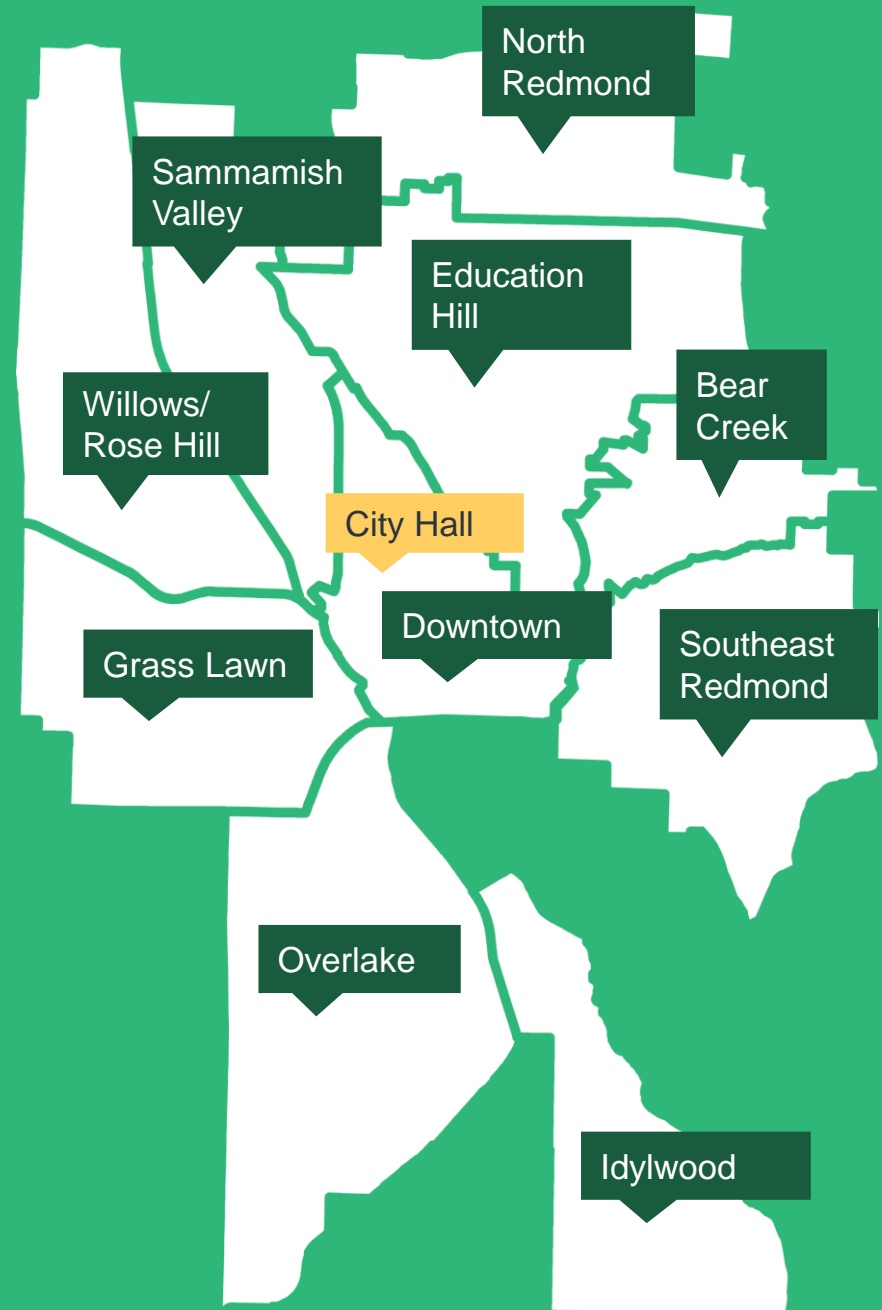 North
Redmond
Sammamish
Valley
Education
Hill
Bear
Creek
Willows/
Rose Hill
City Hall
Downtown
Southeast
Redmond
Grass Lawn
Overlake
Idylwood